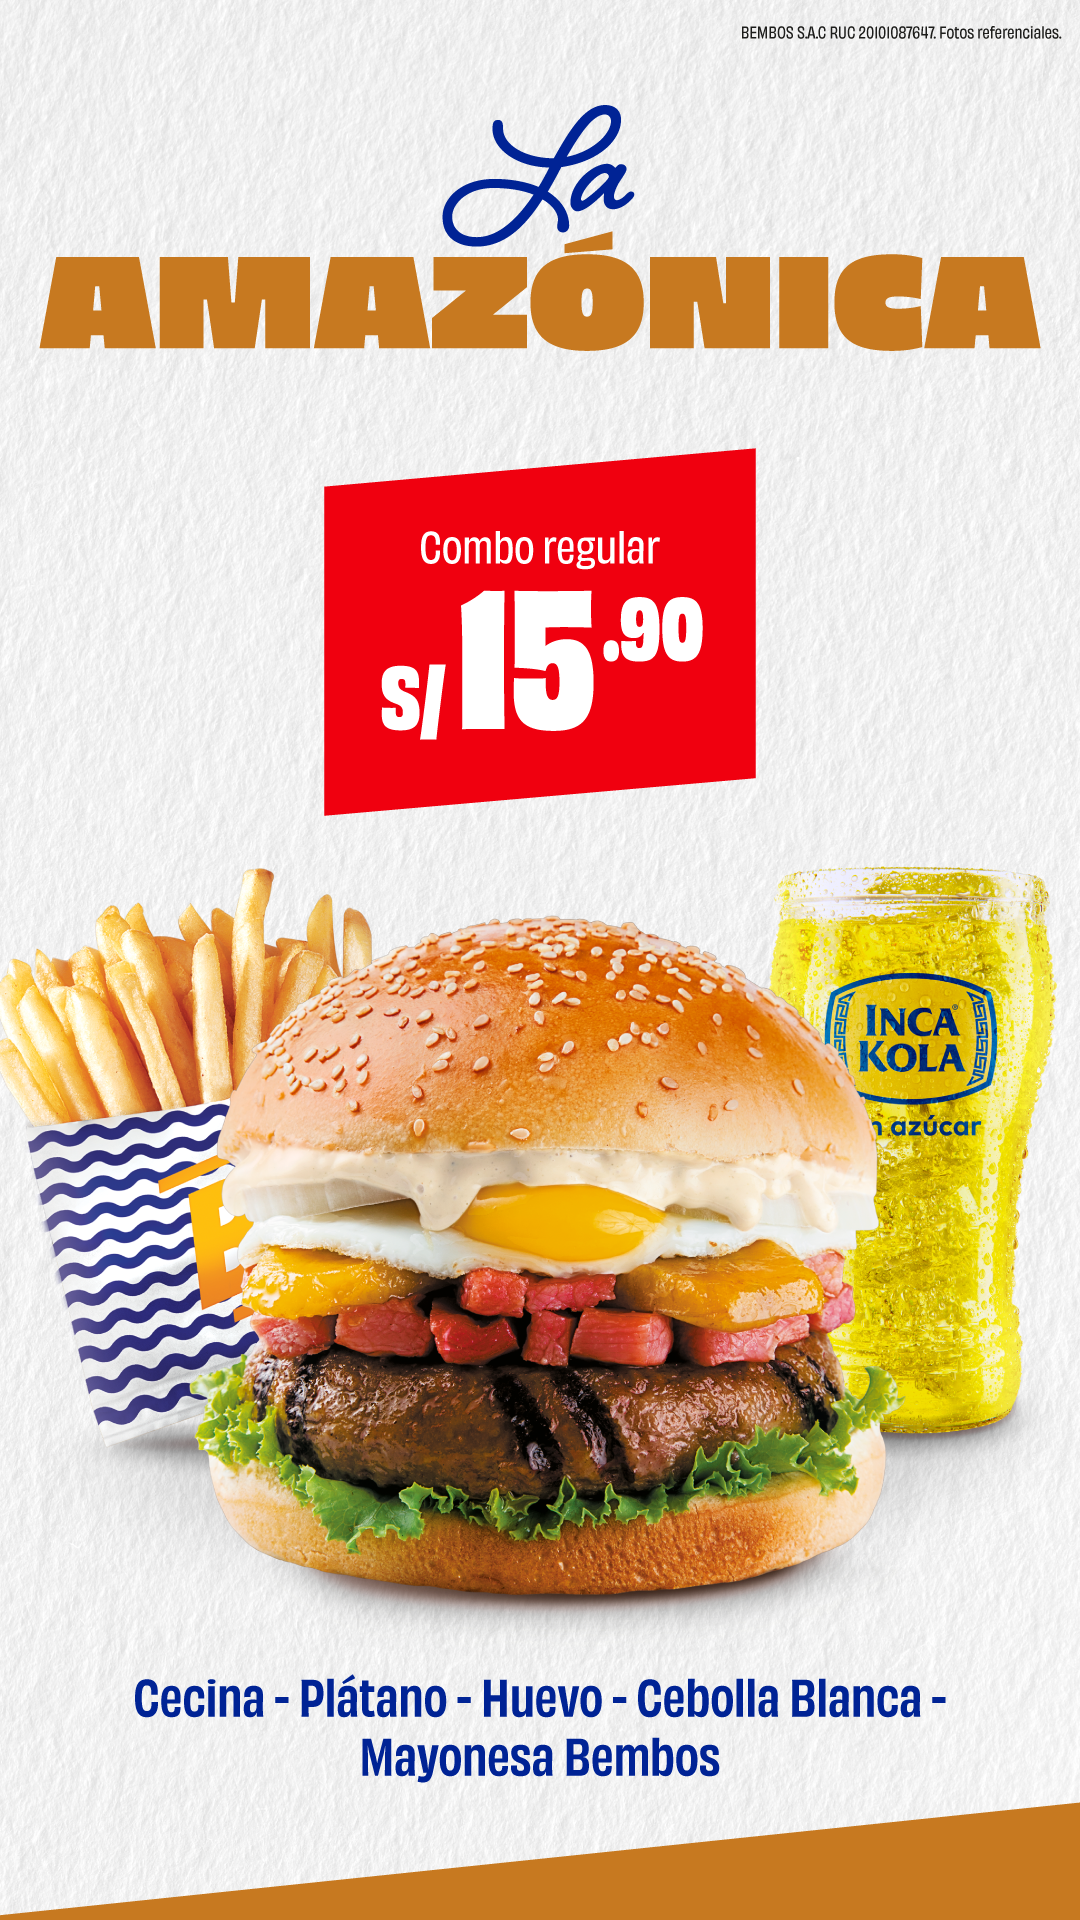 BEMBOS S.A.C RUC 20101087647. Fotos referenciales.
La
AMAZÓNICA
Combo regular
S/15.90
INCA
KOLA
azúcar
Cecina - Plátano - Huevo - Cebolla Blanca -
Mayonesa Bembos